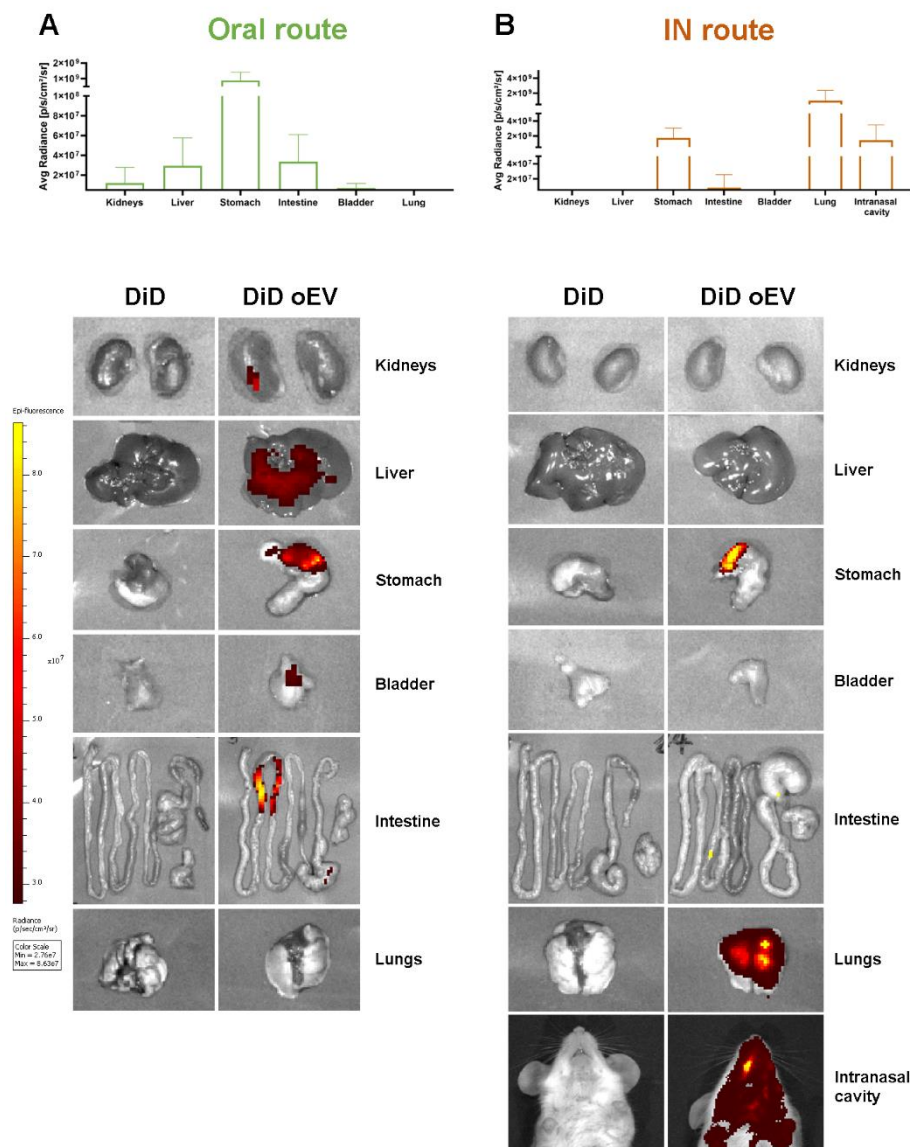 A
Oral route
Avg Radiance [p/s/cm²/sr]
2×10⁹
1×10⁹
1×10⁸
8×10⁷
6×10⁷
4×10⁷
2×10⁷
Kidneys
Liver
Stomach
Intestine
Bladder
Lung
DiD
DiD oEV
Kidneys
Liver
Stomach
Bladder
Intestine
Lungs
Epi-fluorescence
8.0
7.0
6.0
x10⁷
5.0
4.0
3.0
Radiance
(p/sec/cm²/sr)
Color Scale
Min = 2.76e7
Max = 8.63e7
B
IN route
Avg Radiance [p/s/cm²/sr]
4×10⁹
2×10⁹
4×10⁸
2×10⁸
4×10⁷
2×10⁷
Kidneys
Liver
Stomach
Intestine
Bladder
Lung
Intranasal
cavity
DiD
DiD oEV
Kidneys
Liver
Stomach
Bladder
Intestine
Lungs
Intranasal
cavity